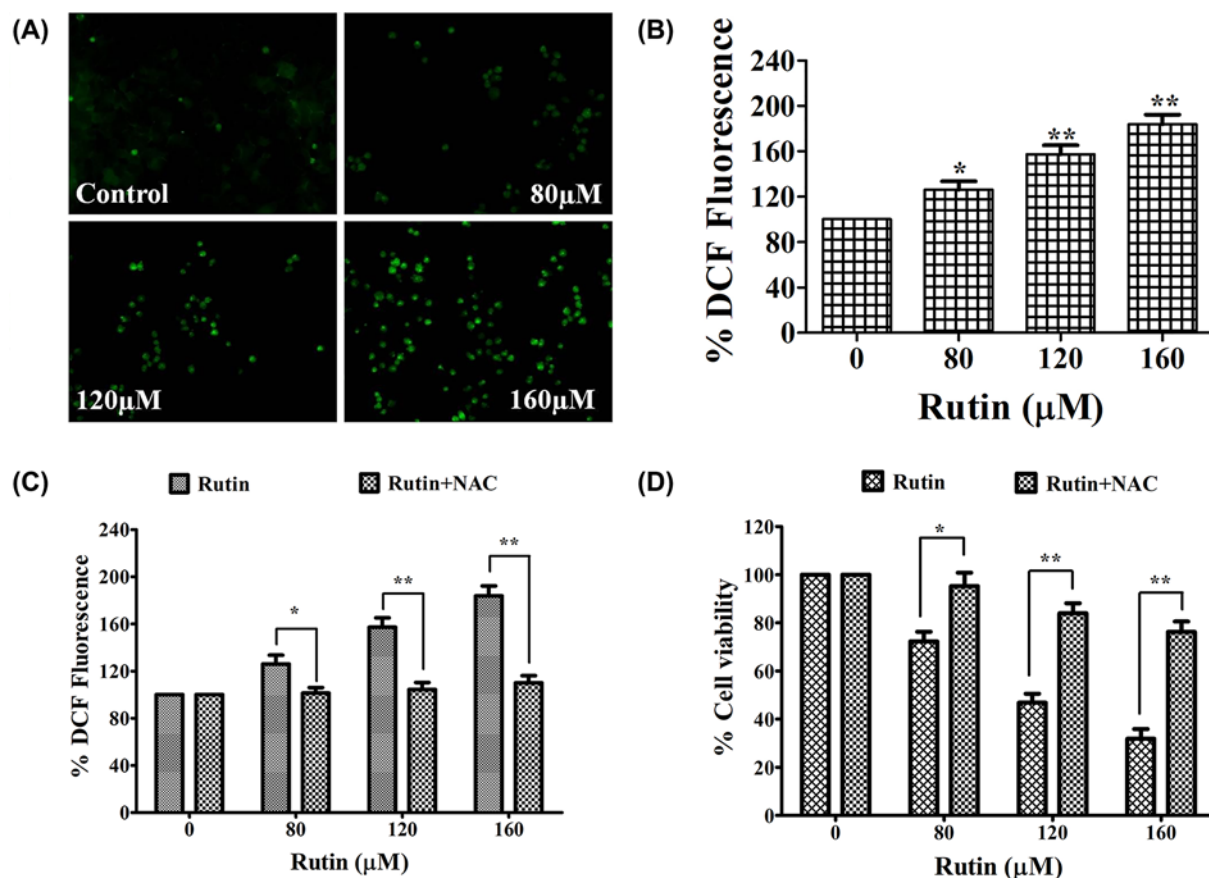 (A)
Control
80μM
120μM
160μM
(B)
% DCF Fluorescence
240
200
160
120
80
40
0
*
**
**
0 80 120 160
Rutin (μM)
(C)
Rutin Rutin+NAC
% DCF Fluorescence
240
200
160
120
80
40
0
*
**
**
0 80 120 160
Rutin (μM)
(D)
Rutin Rutin+NAC
% Cell viability
120
100
80
60
40
20
0
*
**
**
0 80 120 160
Rutin (μM)